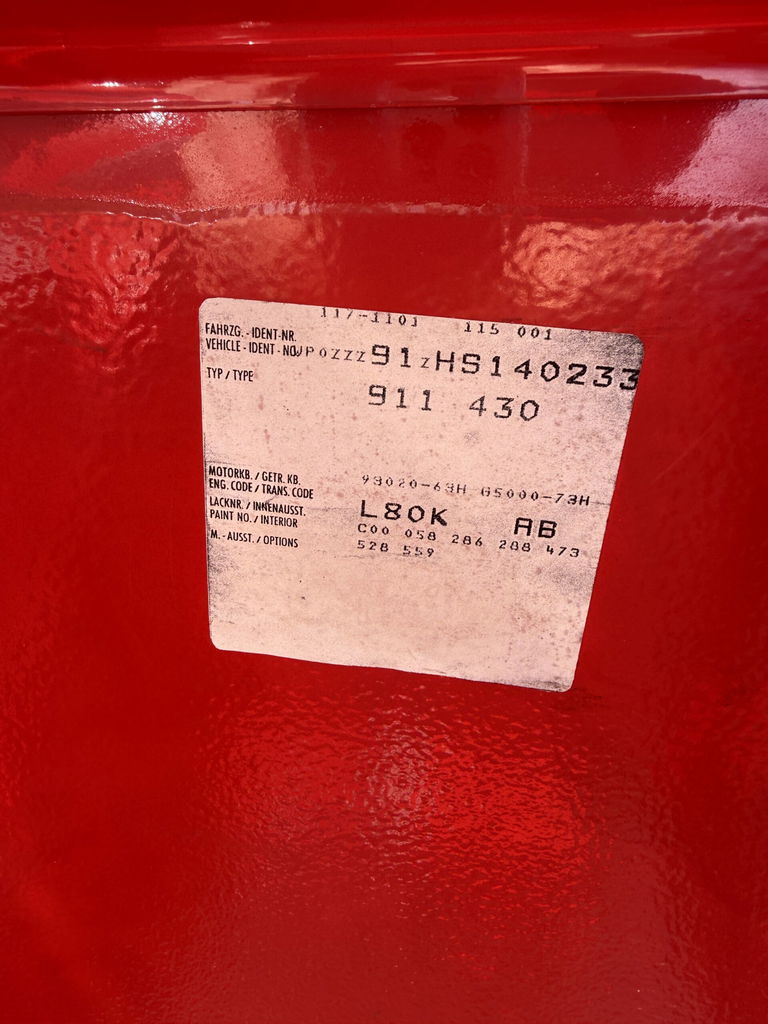 117-1101 115 001
FAHRZG. - IDENT-NR.
VEHICLE - IDENT - NO. WP0ZZZ91ZHS140233
TYP / TYPE 911 430
MOTORKB. / GETR. KB.
ENG. CODE / TRANS. CODE 93020-63H G5000-73H
LACKNR. / INNENAUSST.
PAINT NO. / INTERIOR L80K AB
M. - AUSST. / OPTIONS C00 058 286 288 473
528 559